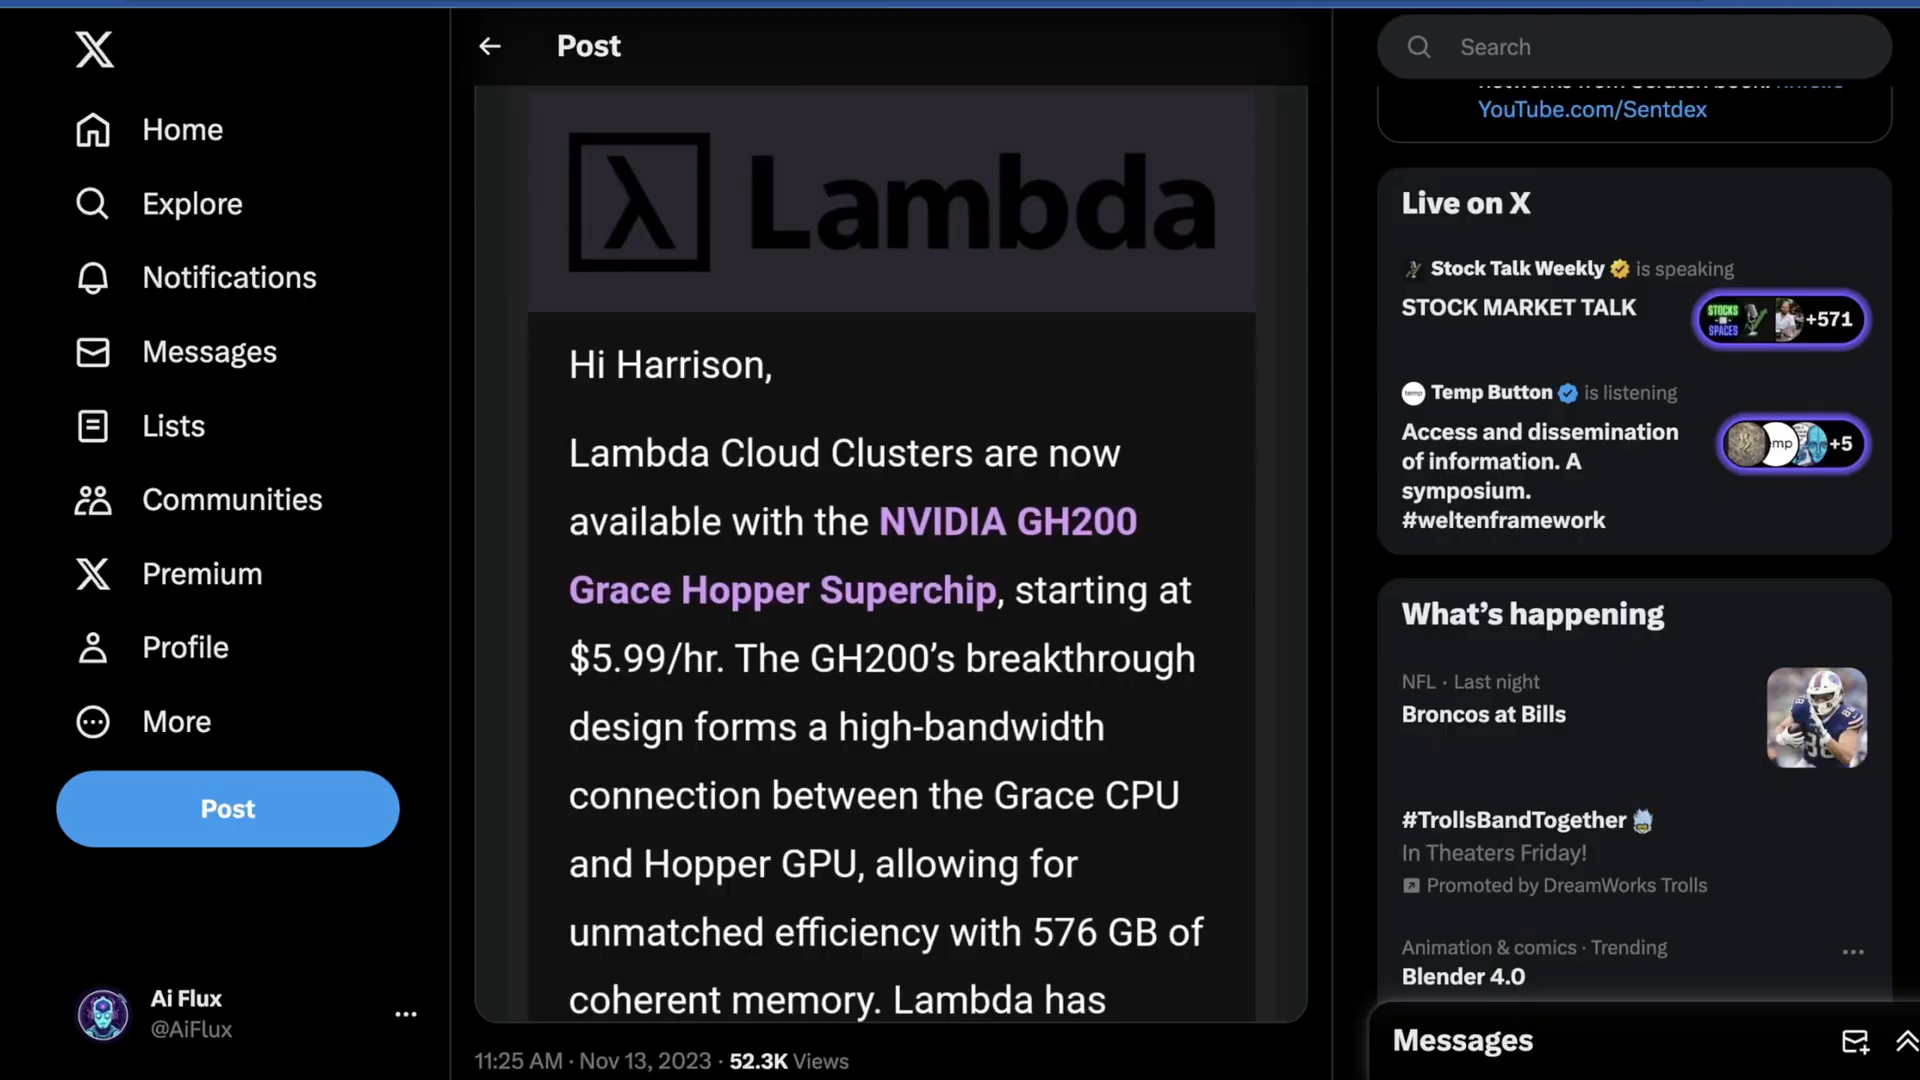 Home
Explore
Notifications
Messages
Lists
Communities
Premium
Profile
More
Post
Ai Flux
@AiFlux
Post
λ Lambda
Hi Harrison,
Lambda Cloud Clusters are now
available with the NVIDIA GH200
Grace Hopper Superchip, starting at
$5.99/hr. The GH200’s breakthrough
design forms a high-bandwidth
connection between the Grace CPU
and Hopper GPU, allowing for
unmatched efficiency with 576 GB of
coherent memory. Lambda has
11:25 AM · Nov 13, 2023 · 52.3K Views
Search
YouTube.com/Sentdex
Live on X
Stock Talk Weekly is speaking
STOCK MARKET TALK
STOCKS
SPACES
+571
Temp Button is listening
Access and dissemination
of information. A
symposium.
#weltenframework
+5
What’s happening
NFL · Last night
Broncos at Bills
#TrollsBandTogether
In Theaters Friday!
Promoted by DreamWorks Trolls
Animation & comics · Trending
Blender 4.0
Messages